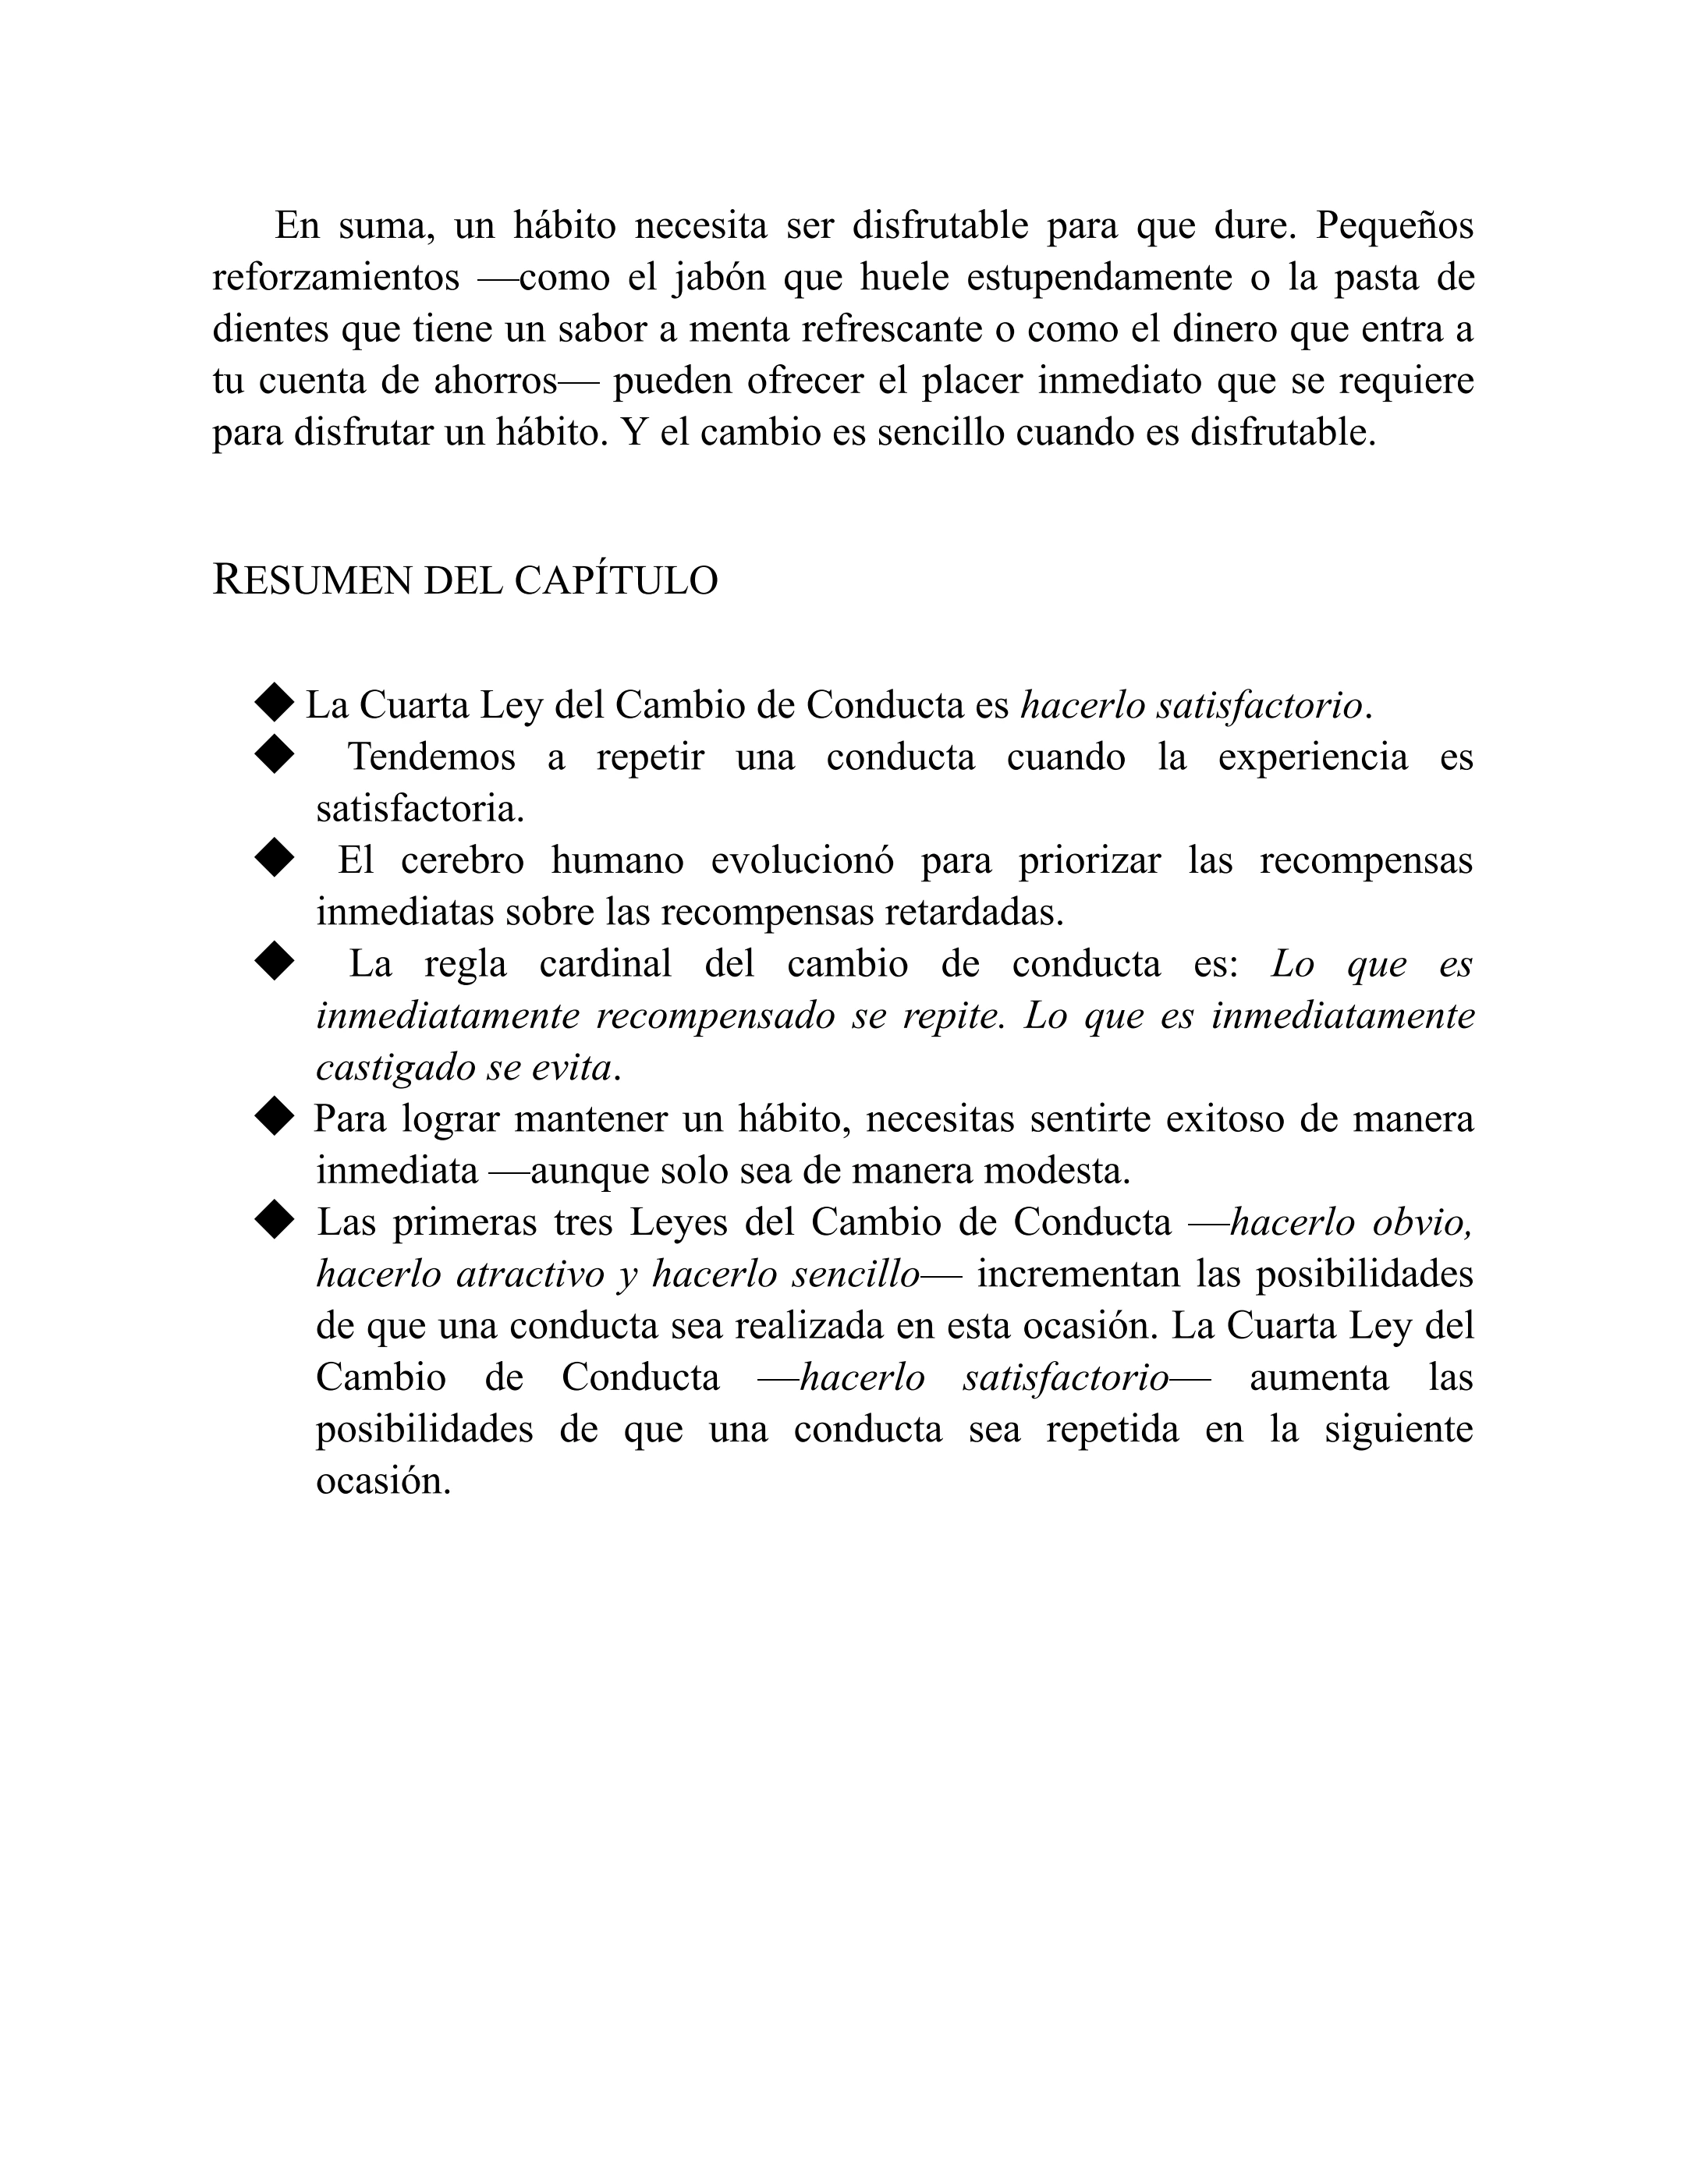 En suma, un hábito necesita ser disfrutable para que dure. Pequeños
reforzamientos —como el jabón que huele estupendamente o la pasta de
dientes que tiene un sabor a menta refrescante o como el dinero que entra a
tu cuenta de ahorros— pueden ofrecer el placer inmediato que se requiere
para disfrutar un hábito. Y el cambio es sencillo cuando es disfrutable.
RESUMEN DEL CAPÍTULO
◆ La Cuarta Ley del Cambio de Conducta es hacerlo satisfactorio.
◆ Tendemos a repetir una conducta cuando la experiencia es
satisfactoria.
◆ El cerebro humano evolucionó para priorizar las recompensas
inmediatas sobre las recompensas retardadas.
◆ La regla cardinal del cambio de conducta es: Lo que es
inmediatamente recompensado se repite. Lo que es inmediatamente
castigado se evita.
◆ Para lograr mantener un hábito, necesitas sentirte exitoso de manera
inmediata —aunque solo sea de manera modesta.
◆ Las primeras tres Leyes del Cambio de Conducta —hacerlo obvio,
hacerlo atractivo y hacerlo sencillo— incrementan las posibilidades
de que una conducta sea realizada en esta ocasión. La Cuarta Ley del
Cambio de Conducta —hacerlo satisfactorio— aumenta las
posibilidades de que una conducta sea repetida en la siguiente
ocasión.